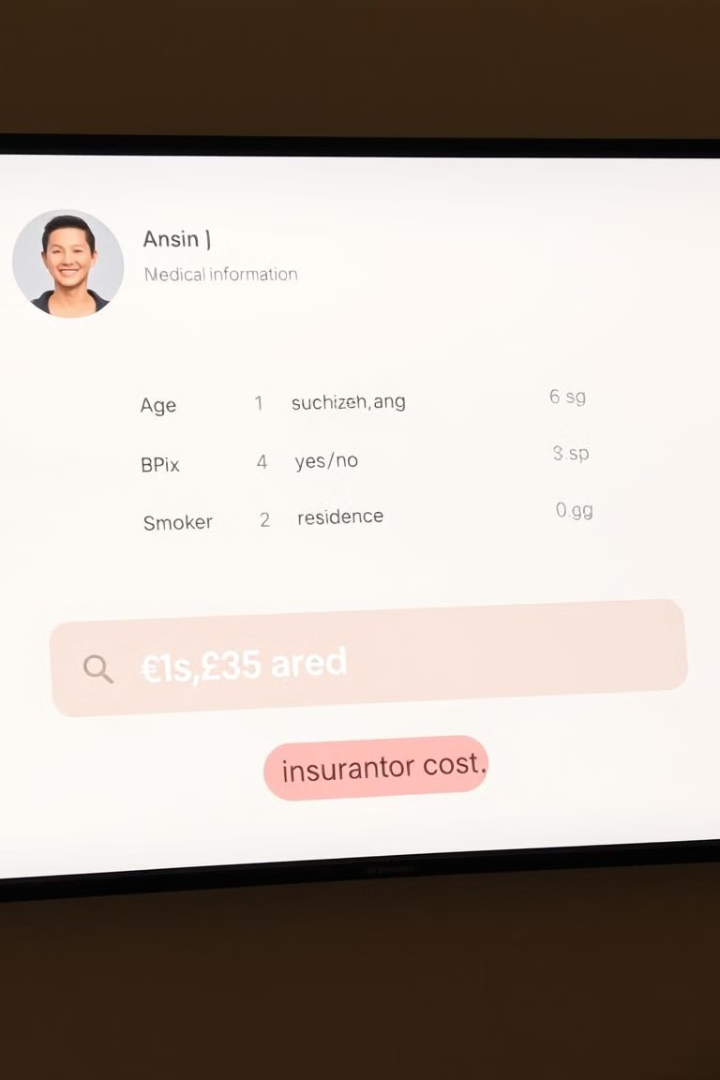 Ansin )
Medical information
Age 1 suchizeh,ang 6 sg
BPix 4 yes/no 3.sp
Smoker 2 residence 0.gg
€1s,£35 ared
insurantor cost.